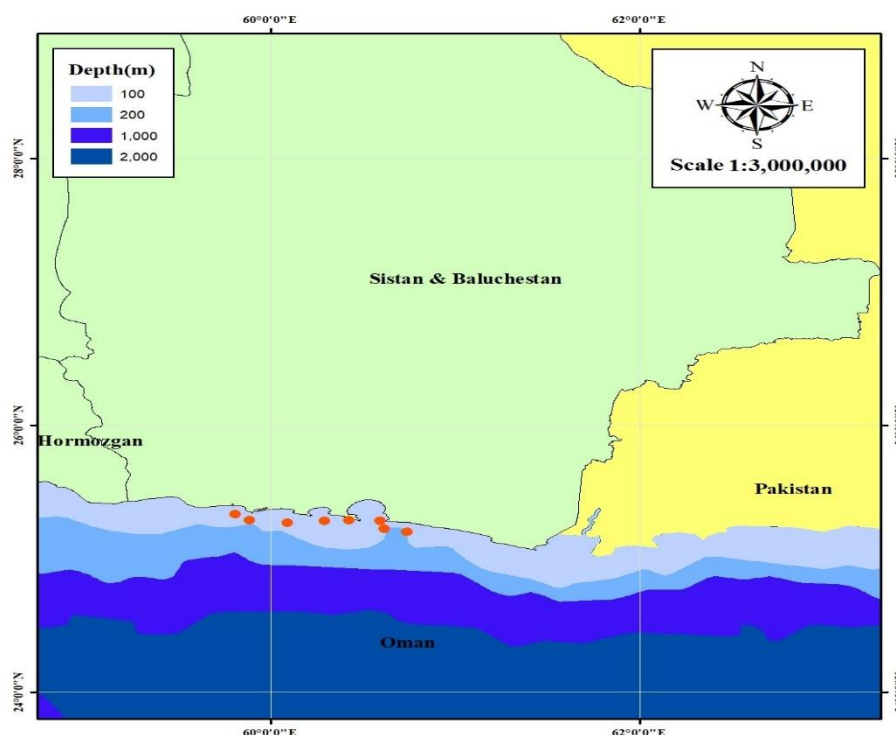 60°0'0"E
62°0'0"E
Depth(m)
100
200
1,000
2,000
N
W
E
S
Scale 1:3,000,000
28°0'0"N
Sistan & Baluchestan
26°0'0"N
Hormozgan
Pakistan
Oman
24°0'0"N
60°0'0"E
62°0'0"E